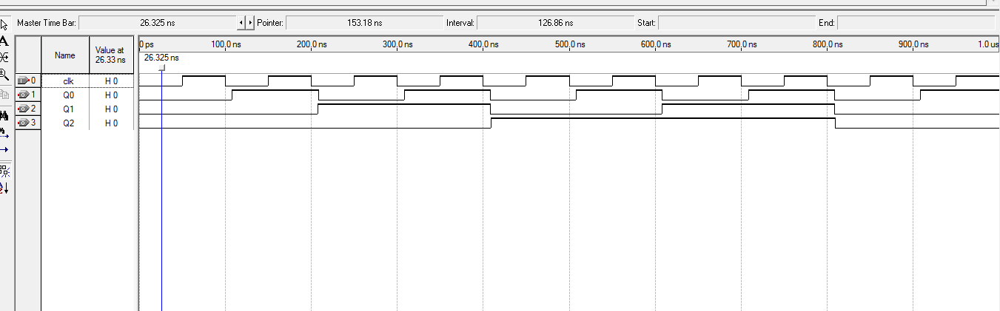 Master Time Bar: 26.325 ns Pointer: 153.18 ns Interval: 126.86 ns Start: End:
Name Value at 26.33 ns
0 ps 100.0 ns 200.0 ns 300.0 ns 400.0 ns 500.0 ns 600.0 ns 700.0 ns 800.0 ns 900.0 ns 1.0 us
26.325 ns
0 clk H 0
1 Q0 H 0
2 Q1 H 0
3 Q2 H 0